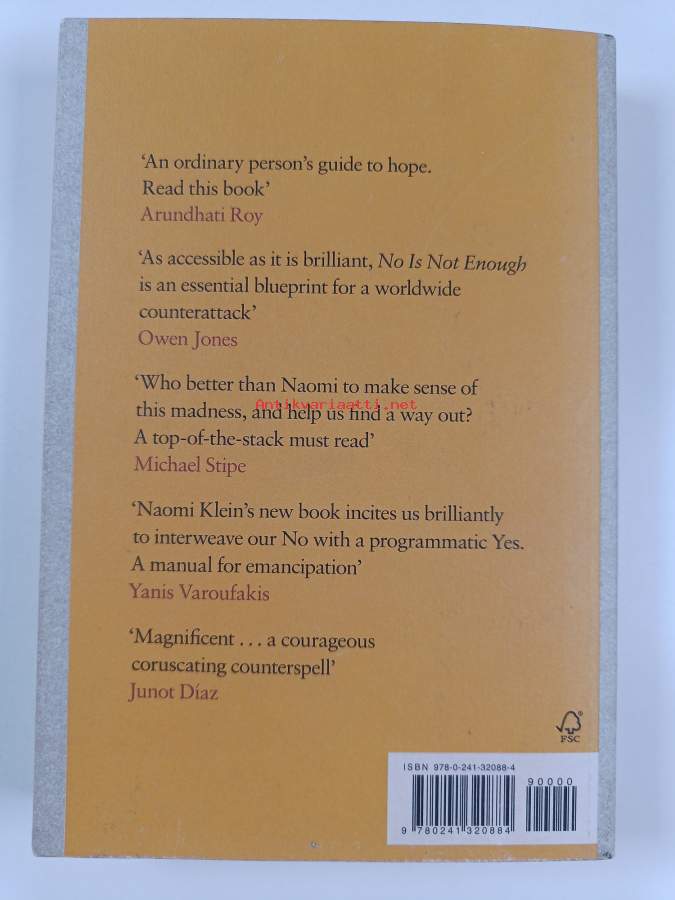 ‘An ordinary person’s guide to hope.
Read this book’
Arundhati Roy
‘As accessible as it is brilliant, No Is Not Enough
is an essential blueprint for a worldwide
counterattack’
Owen Jones
‘Who better than Naomi to make sense of
this madness, and help us find a way out?
Antikvariaatti.net
A top-of-the-stack must read’
Michael Stipe
‘Naomi Klein’s new book incites us brilliantly
to interweave our No with a programmatic Yes.
A manual for emancipation’
Yanis Varoufakis
‘Magnificent . . . a courageous
coruscating counterspell’
Junot Díaz
®
FSC
ISBN 978-0-241-32088-4
90000
9 780241 320884